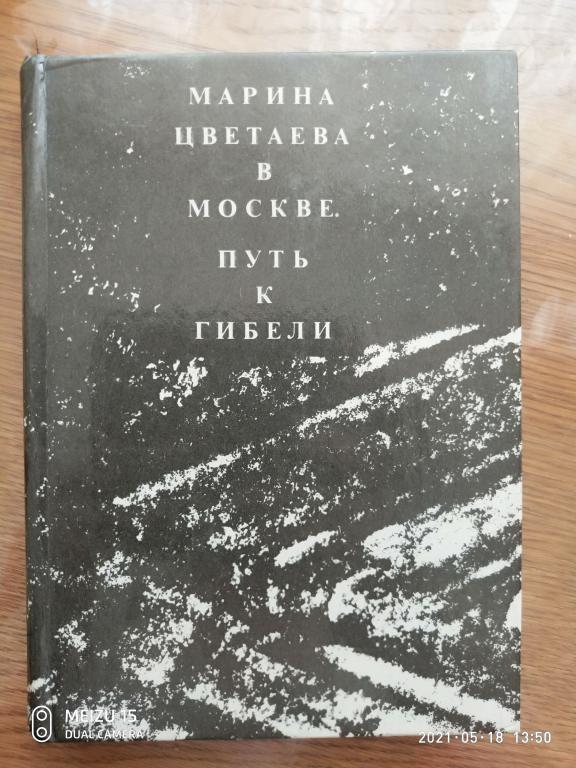 МАРИНА
ЦВЕТАЕВА
В
МОСКВЕ.
ПУТЬ
К
ГИБЕЛИ
MEIZU 15
DUAL CAMERA
2021-05-18 13:50